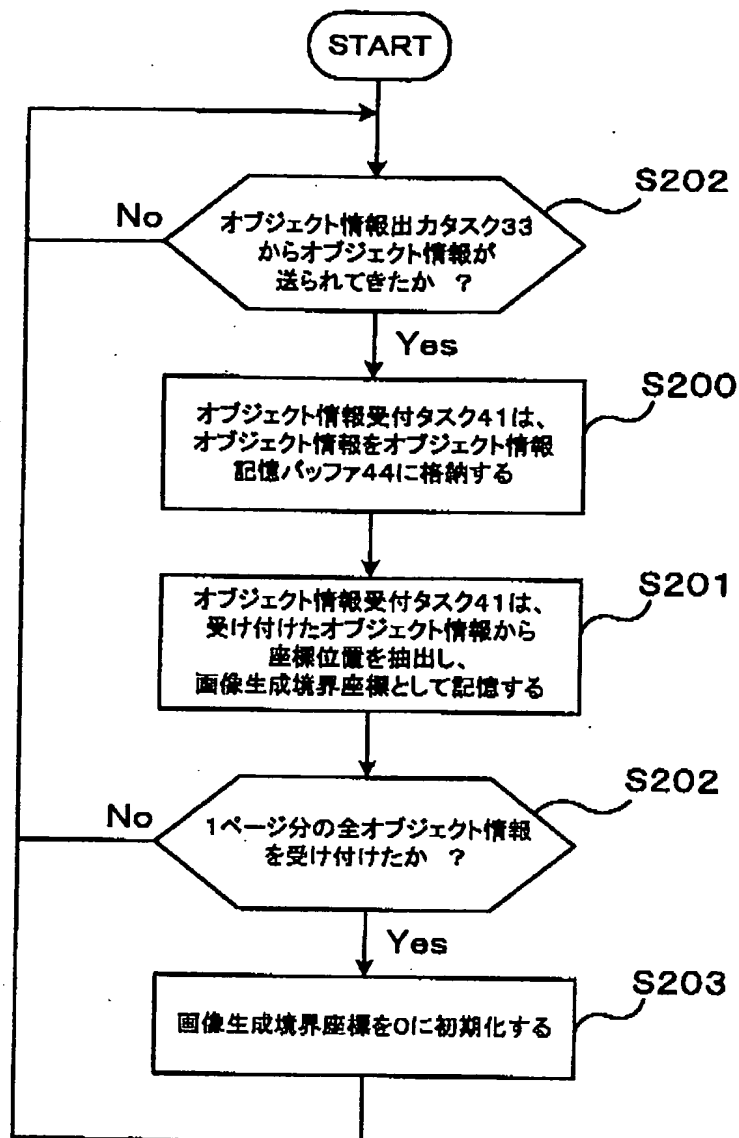 START
S202
No
オブジェクト情報出力タスク33
からオブジェクト情報が
送られてきたか ?
Yes
S200
オブジェクト情報受付タスク41は、
オブジェクト情報をオブジェクト情報
記憶バッファ44に格納する
S201
オブジェクト情報受付タスク41は、
受け付けたオブジェクト情報から
座標位置を抽出し、
画像生成境界座標として記憶する
S202
No
1ページ分の全オブジェクト情報
を受け付けたか ?
Yes
S203
画像生成境界座標を0に初期化する